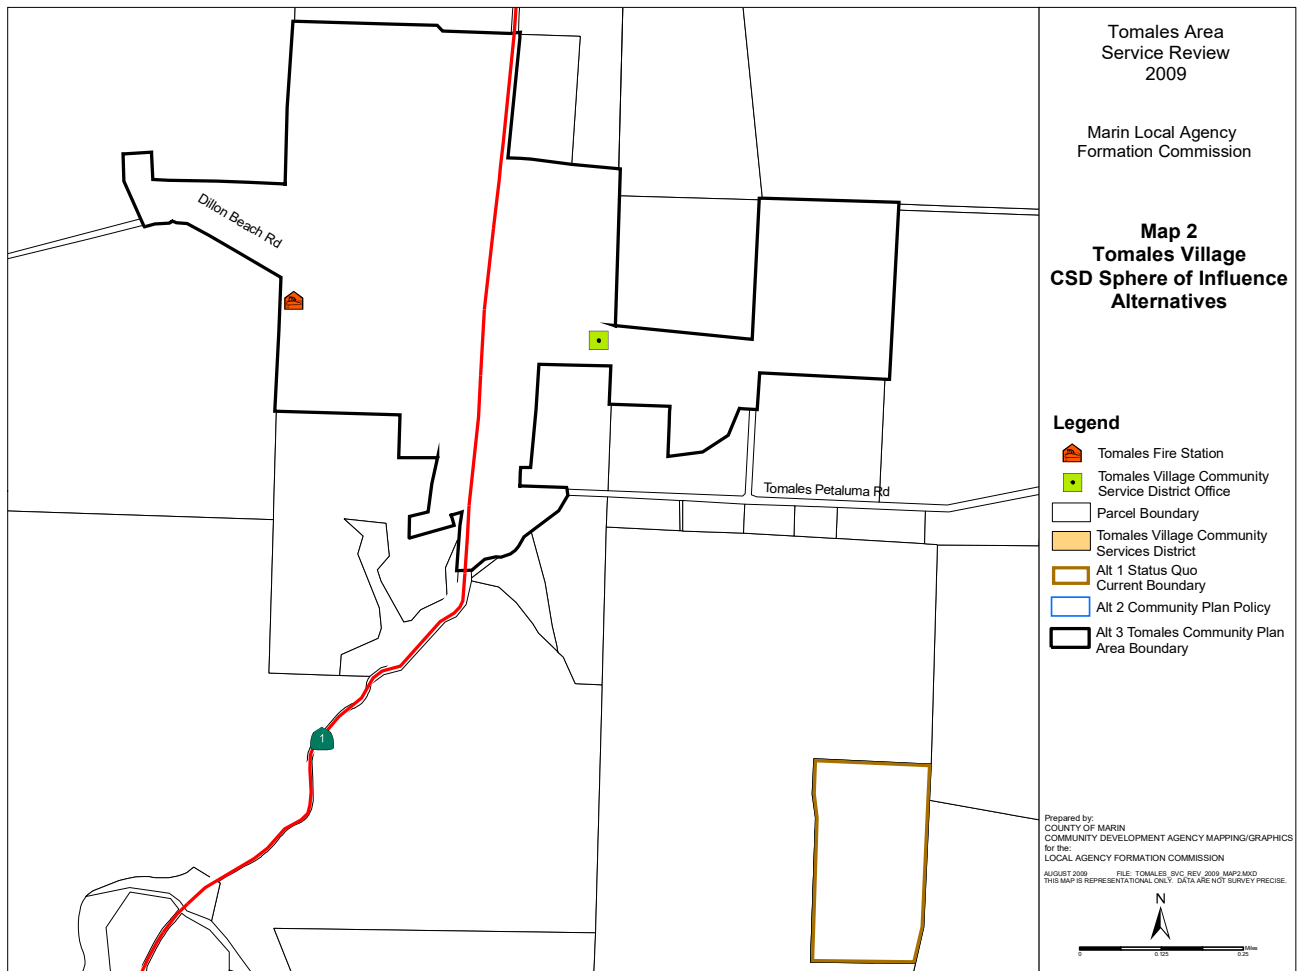 Tomales Area
Service Review
2009
Marin Local Agency
Formation Commission
Map 2
Tomales Village
CSD Sphere of Influence
Alternatives
Dillon Beach Rd
Tomales Petaluma Rd
1
Legend
Tomales Fire Station
Tomales Village Community
Service District Office
Parcel Boundary
Tomales Village Community
Services District
Alt 1 Status Quo
Current Boundary
Alt 2 Community Plan Policy
Alt 3 Tomales Community Plan
Area Boundary
Prepared by:
COUNTY OF MARIN
COMMUNITY DEVELOPMENT AGENCY MAPPING/GRAPHICS
for the:
LOCAL AGENCY FORMATION COMMISSION
AUGUST 2009 FILE: TOMALES_SVC_REV_2009_MAP2.MXD
THIS MAP IS REPRESENTATIONAL ONLY. DATA ARE NOT SURVEY PRECISE.
N
Miles
0 0.125 0.25